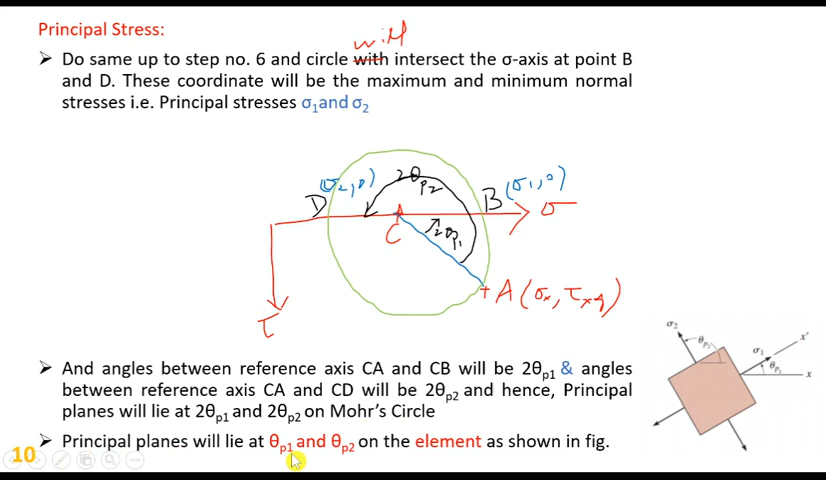 Principal Stress:
will
➤ Do same up to step no. 6 and circle with intersect the σ-axis at point B
and D. These coordinate will be the maximum and minimum normal
stresses i.e. Principal stresses σ1and σ2
2θp2
D (σ2,0)
B (σ1,0)
σ
C
2θp1
A (σx, τxy)
τ
σ2
θp2
σ1
x'
θp1
x
➤ And angles between reference axis CA and CB will be 2θp1 & angles
between reference axis CA and CD will be 2θp2 and hence, Principal
planes will lie at 2θp1 and 2θp2 on Mohr's Circle
➤ Principal planes will lie at θp1 and θp2 on the element as shown in fig.
10